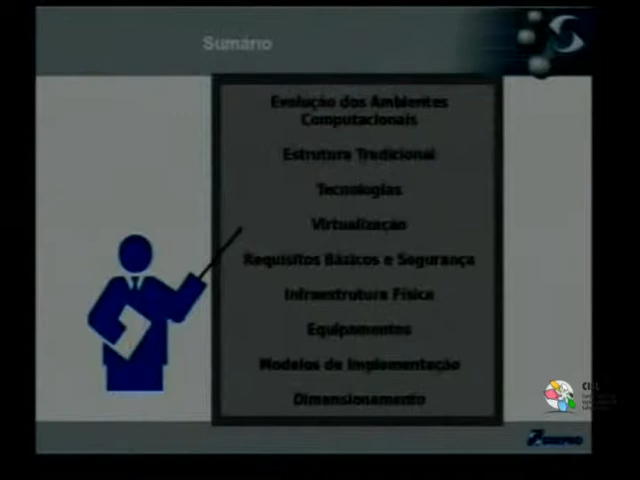 Sumário
Evolução dos Ambientes
Computacionais
Estrutura Tradicional
Tecnologias
Virtualização
Requisitos Básicos e Segurança
Infraestrutura Física
Equipamentos
Modelos de Implementação
Dimensionamento